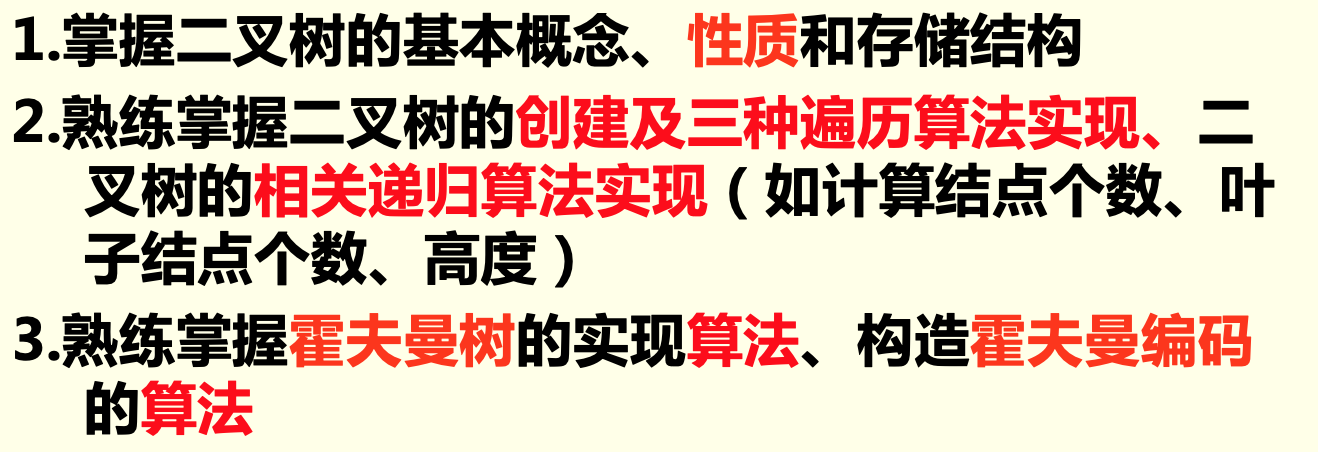 1.掌握二叉树的基本概念、性质和存储结构
2.熟练掌握二叉树的创建及三种遍历算法实现、二
叉树的相关递归算法实现（如计算结点个数、叶
子结点个数、高度）
3.熟练掌握霍夫曼树的实现算法、构造霍夫曼编码
的算法